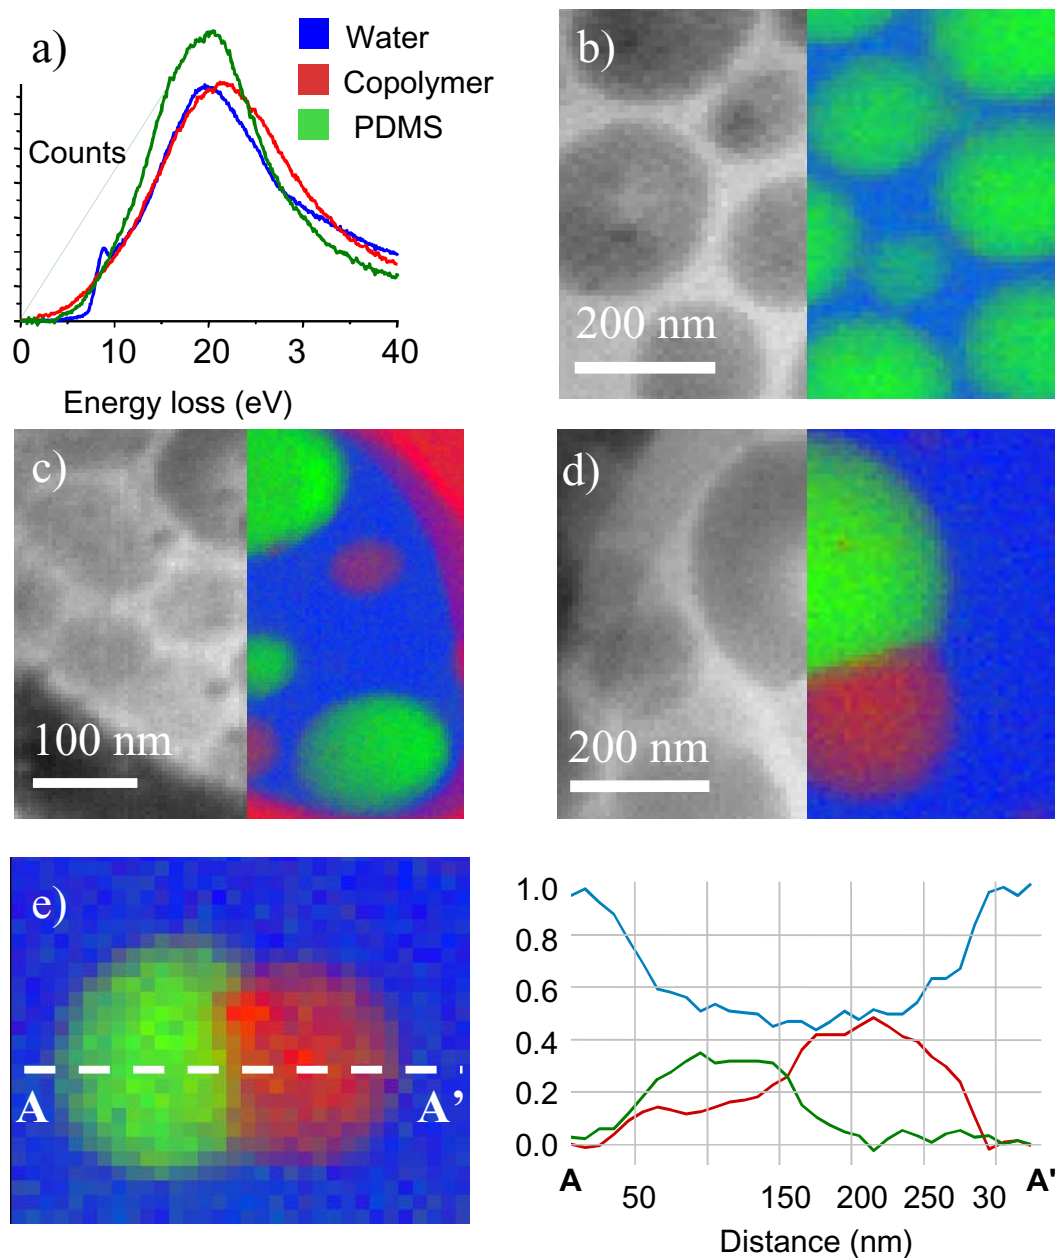 a)
Water
Copolymer
PDMS
Counts
0 10 20 3 40
Energy loss (eV)
b)
200 nm
c)
100 nm
d)
200 nm
e)
A A’
1.0
0.8
0.6
0.4
0.2
0.0
A A'
50 150 200 250 30
Distance (nm)